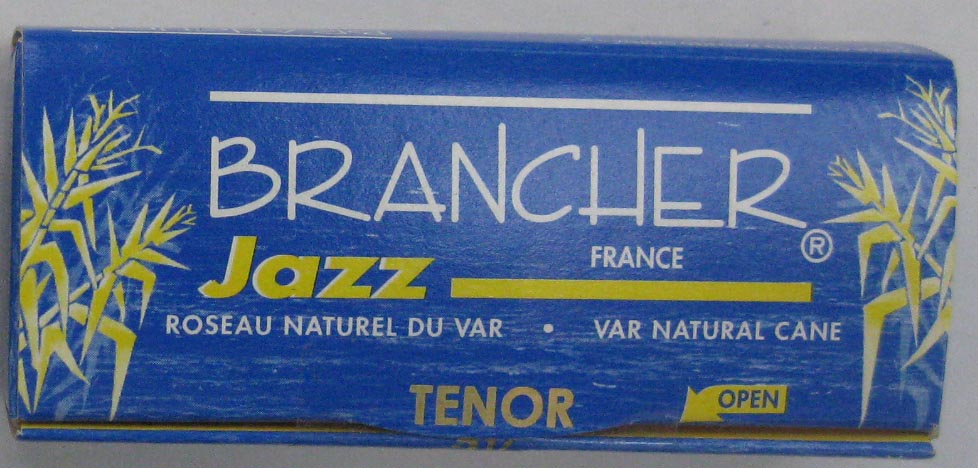 BRANCHER ®
Jazz
FRANCE
ROSEAU NATUREL DU VAR • VAR NATURAL CANE
TENOR
OPEN